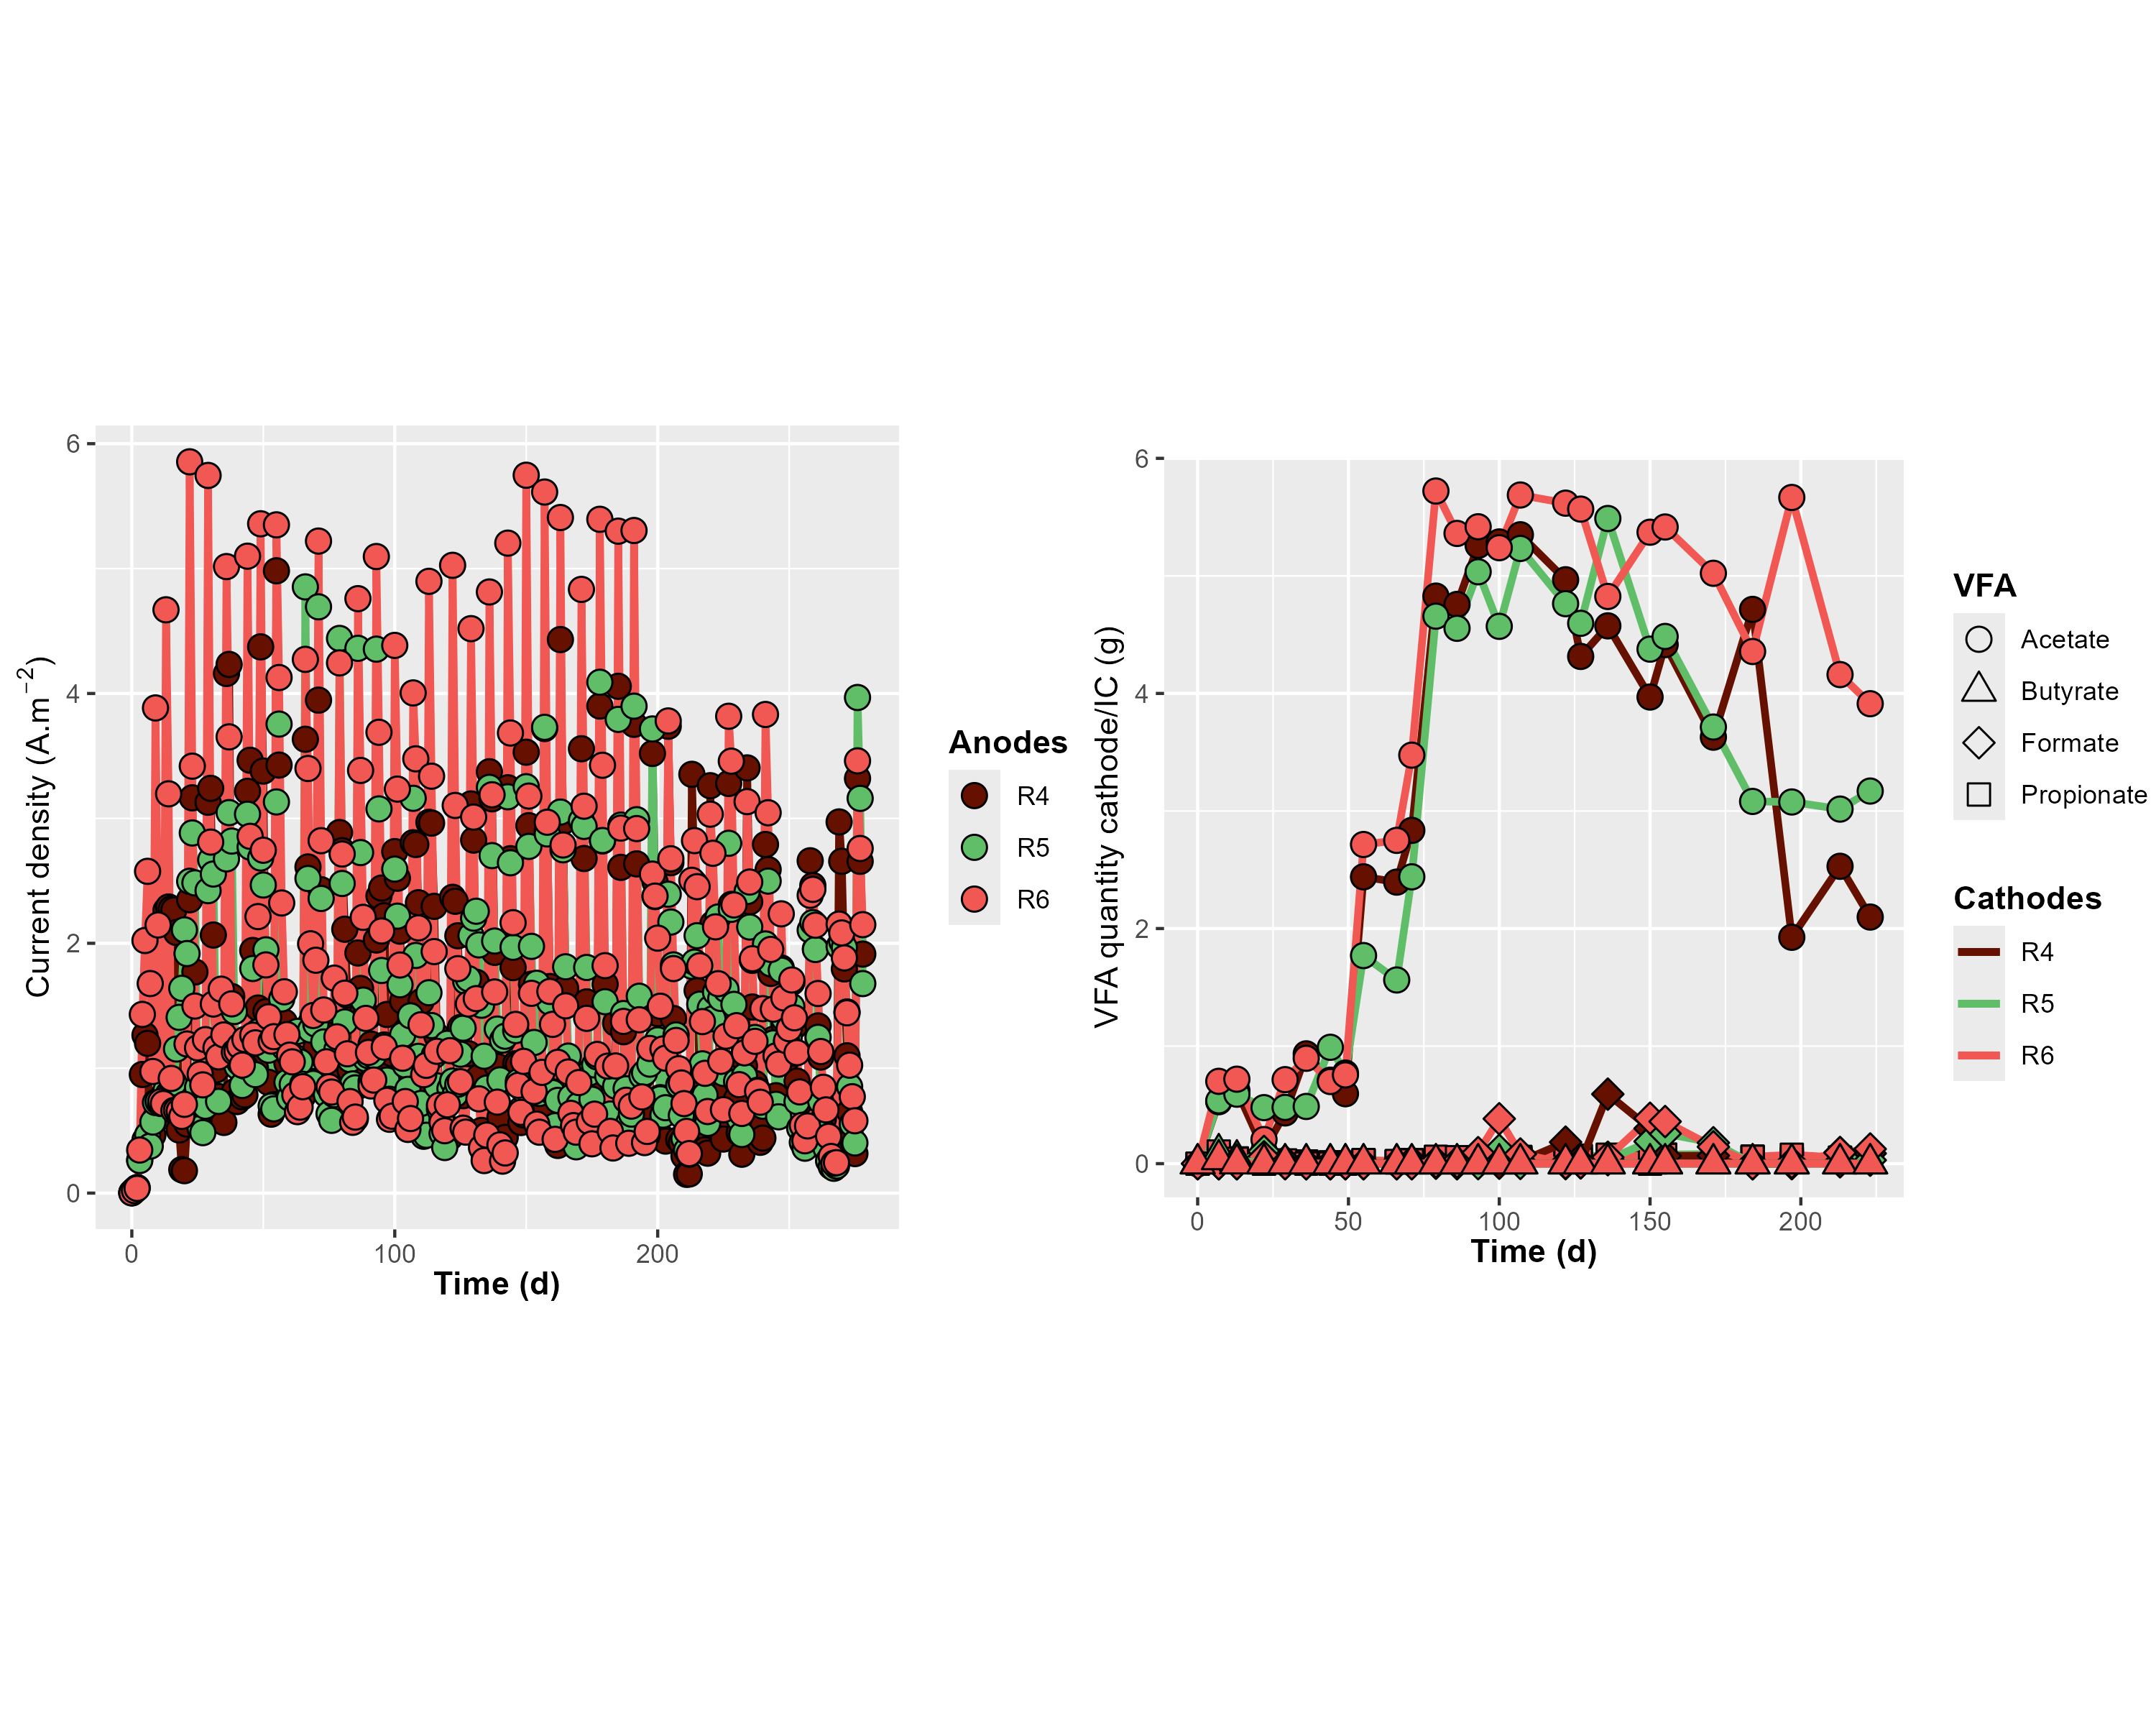 6
4
2
0
0
100
200
Time (d)
Current density (A.m⁻²)
Anodes
R4
R5
R6
6
4
2
0
0
50
100
150
200
Time (d)
VFA quantity cathode/IC (g)
VFA
Acetate
Butyrate
Formate
Propionate
Cathodes
R4
R5
R6